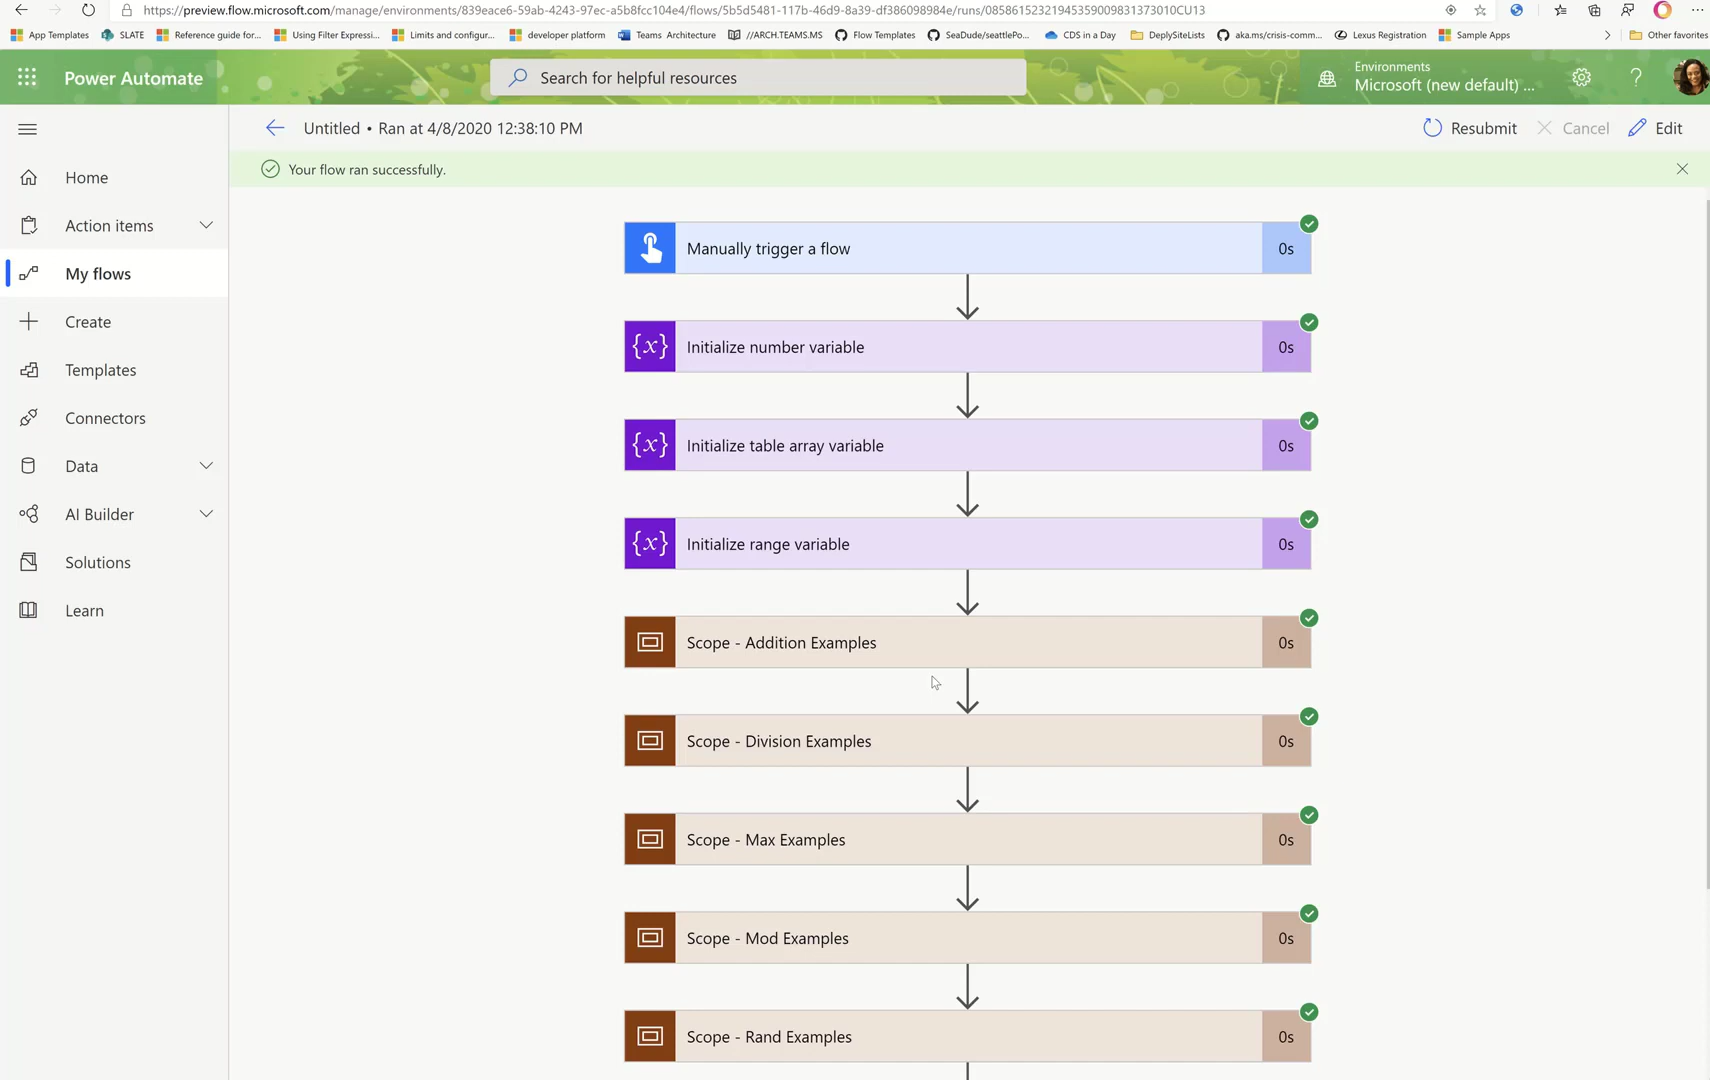 https://preview.flow.microsoft.com/manage/environments/839eace6-59ab-4243-97ec-a5b8fcc104e4/flows/5b5d5481-117b-46d9-8a39-df386098984e/runs/08586152321945359009831373010CU13
App Templates SLATE Reference guide for... Using Filter Expressi... Limits and configur... developer platform Teams Architecture //ARCH.TEAMS.MS Flow Templates SeaDude/seattlePo... CDS in a Day DeplySiteLists aka.ms/crisis-comm... Lexus Registration Sample Apps Other favorites
Power Automate
Search for helpful resources
Environments
Microsoft (new default) ...
Untitled • Ran at 4/8/2020 12:38:10 PM
Resubmit Cancel Edit
Your flow ran successfully.
Home
Action items
My flows
Create
Templates
Connectors
Data
AI Builder
Solutions
Learn
Manually trigger a flow 0s
{x} Initialize number variable 0s
{x} Initialize table array variable 0s
{x} Initialize range variable 0s
Scope - Addition Examples 0s
Scope - Division Examples 0s
Scope - Max Examples 0s
Scope - Mod Examples 0s
Scope - Rand Examples 0s